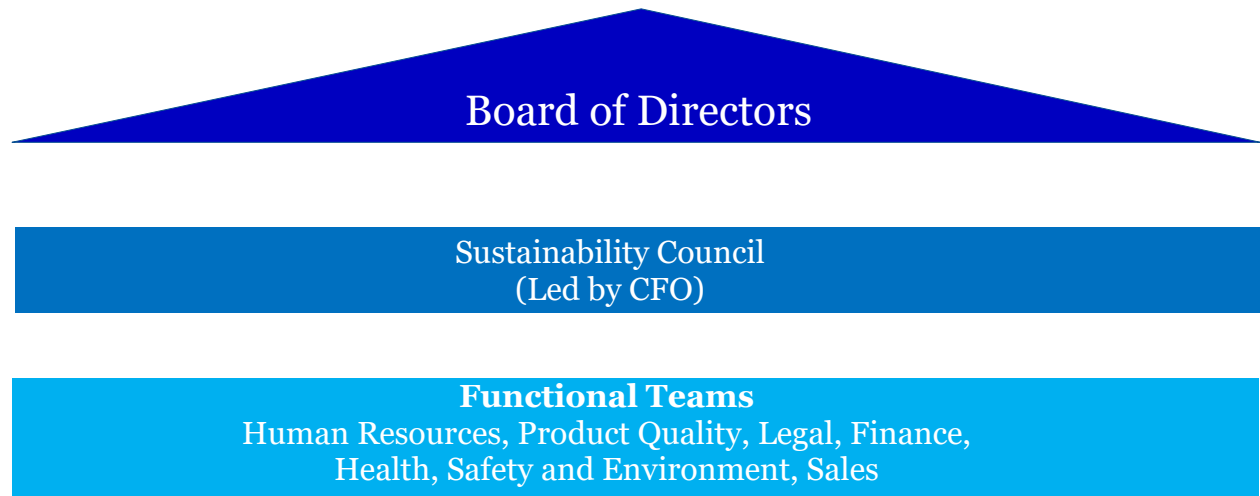 Board of Directors
Sustainability Council
(Led by CFO)
Functional Teams
Human Resources, Product Quality, Legal, Finance,
Health, Safety and Environment, Sales